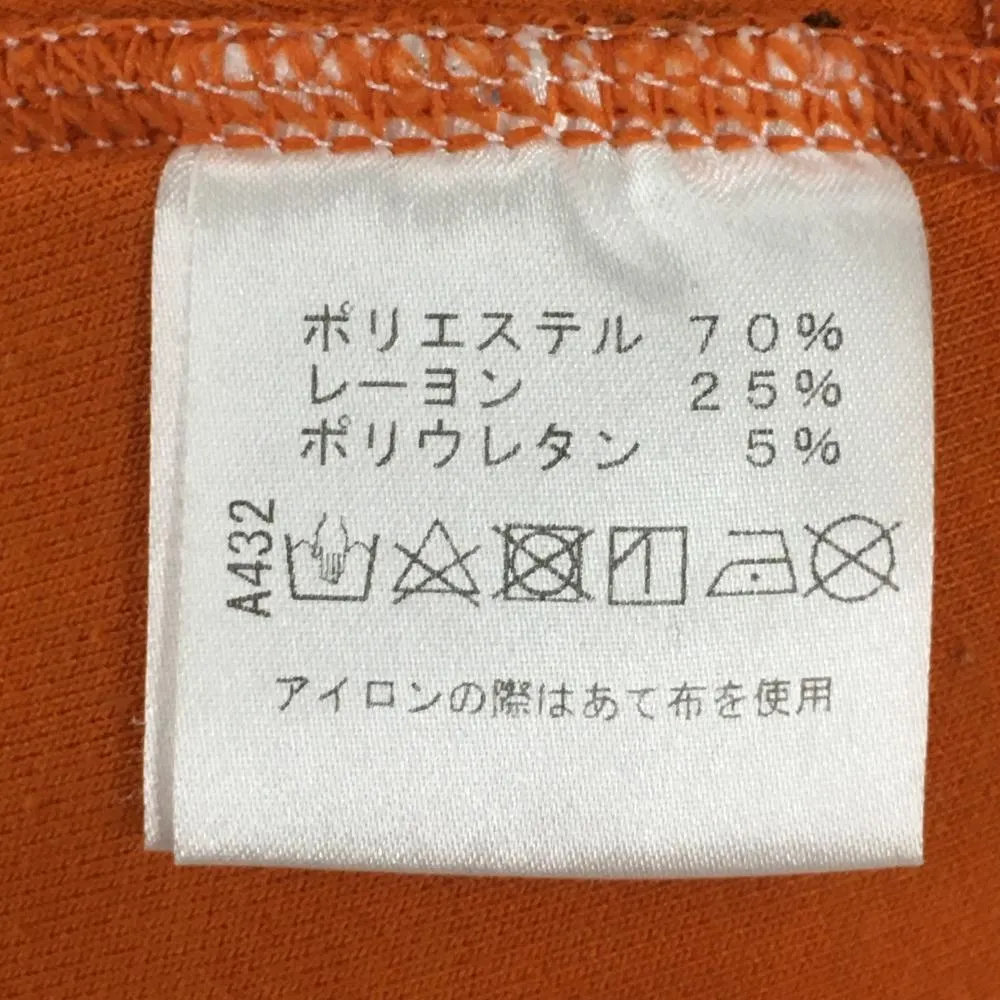 ポリエステル 70%
レーヨン 25%
ポリウレタン 5%
A432
アイロンの際はあて布を使用